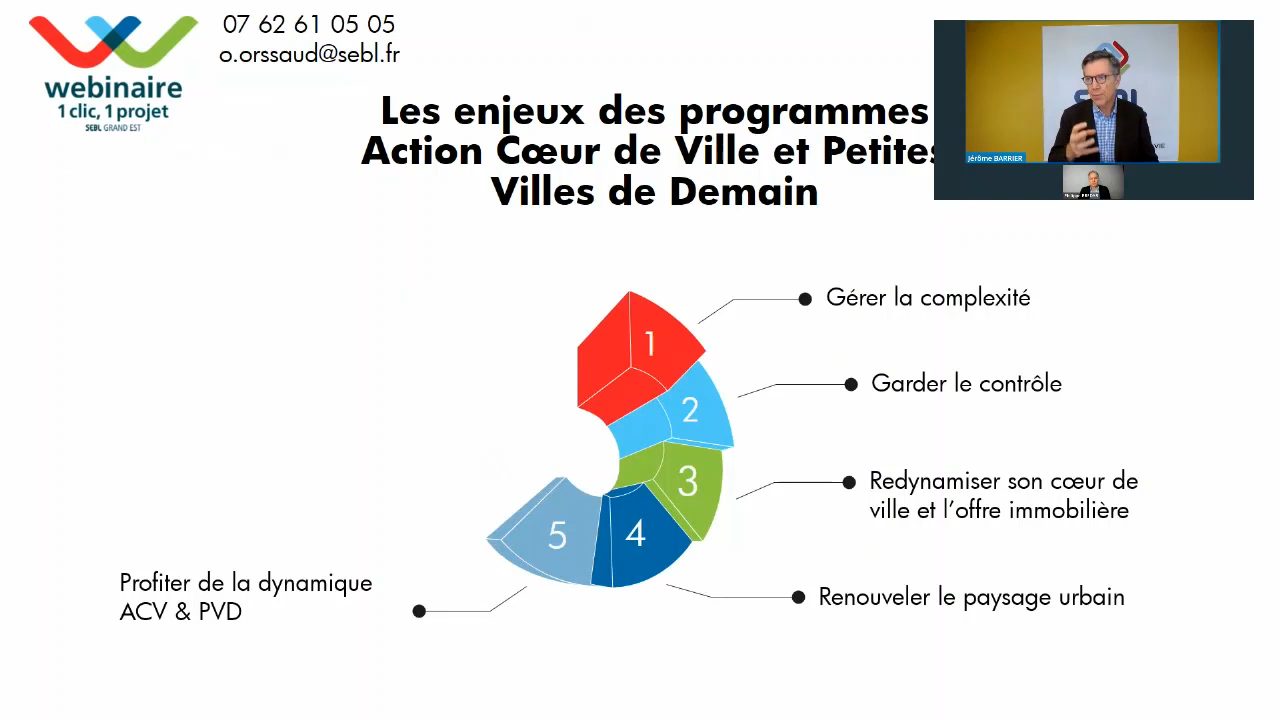 07 62 61 05 05
o.orssaud@sebl.fr
webinaire
1 clic, 1 projet
SEBL GRAND EST
Les enjeux des programmes
Action Cœur de Ville et Petites
Villes de Demain
Jérôme BARRIER
Philippe
1
Gérer la complexité
2
Garder le contrôle
3
Redynamiser son cœur de
ville et l'offre immobilière
4
Renouveler le paysage urbain
5
Profiter de la dynamique
ACV & PVD